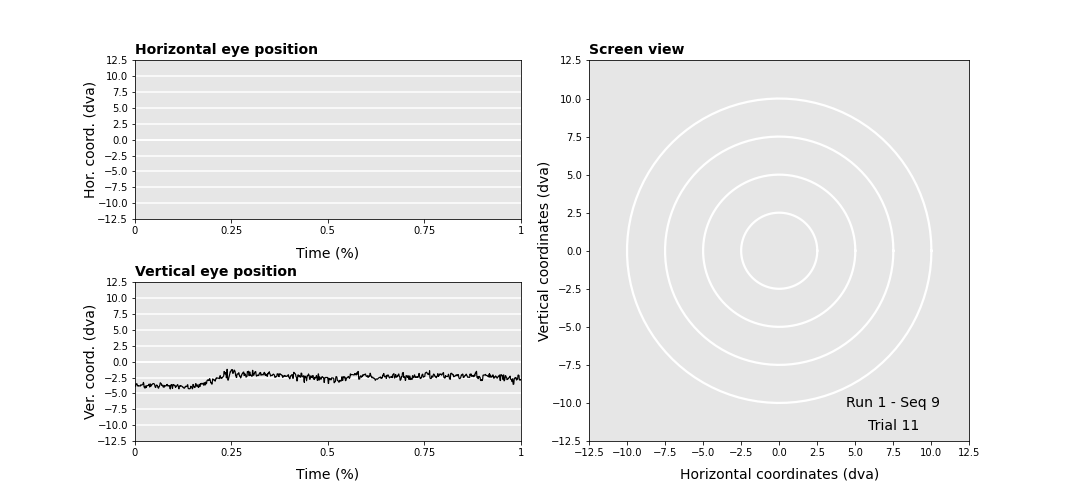 Horizontal eye position
12.5
10.0
7.5
5.0
2.5
0.0
−2.5
−5.0
−7.5
−10.0
−12.5
Hor. coord. (dva)
0 0.25 0.5 0.75 1
Time (%)
Vertical eye position
12.5
10.0
7.5
5.0
2.5
0.0
−2.5
−5.0
−7.5
−10.0
−12.5
Ver. coord. (dva)
0 0.25 0.5 0.75 1
Time (%)
Screen view
12.5
10.0
7.5
5.0
2.5
0.0
−2.5
−5.0
−7.5
−10.0
−12.5
Vertical coordinates (dva)
Run 1 - Seq 9
Trial 11
−12.5 −10.0 −7.5 −5.0 −2.5 0.0 2.5 5.0 7.5 10.0 12.5
Horizontal coordinates (dva)